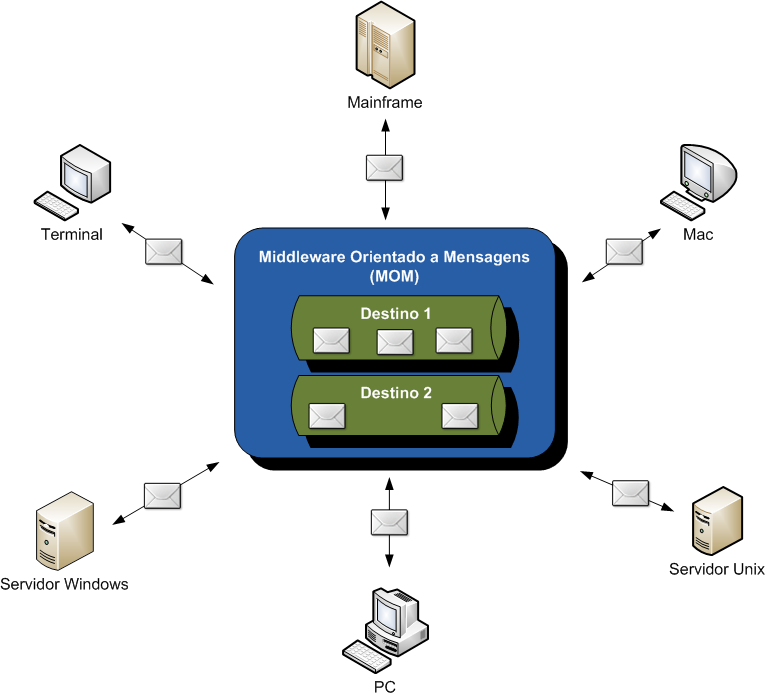 Mainframe
Terminal
Mac
Middleware Orientado a Mensagens
(MOM)
Destino 1
Destino 2
Servidor Windows
Servidor Unix
PC